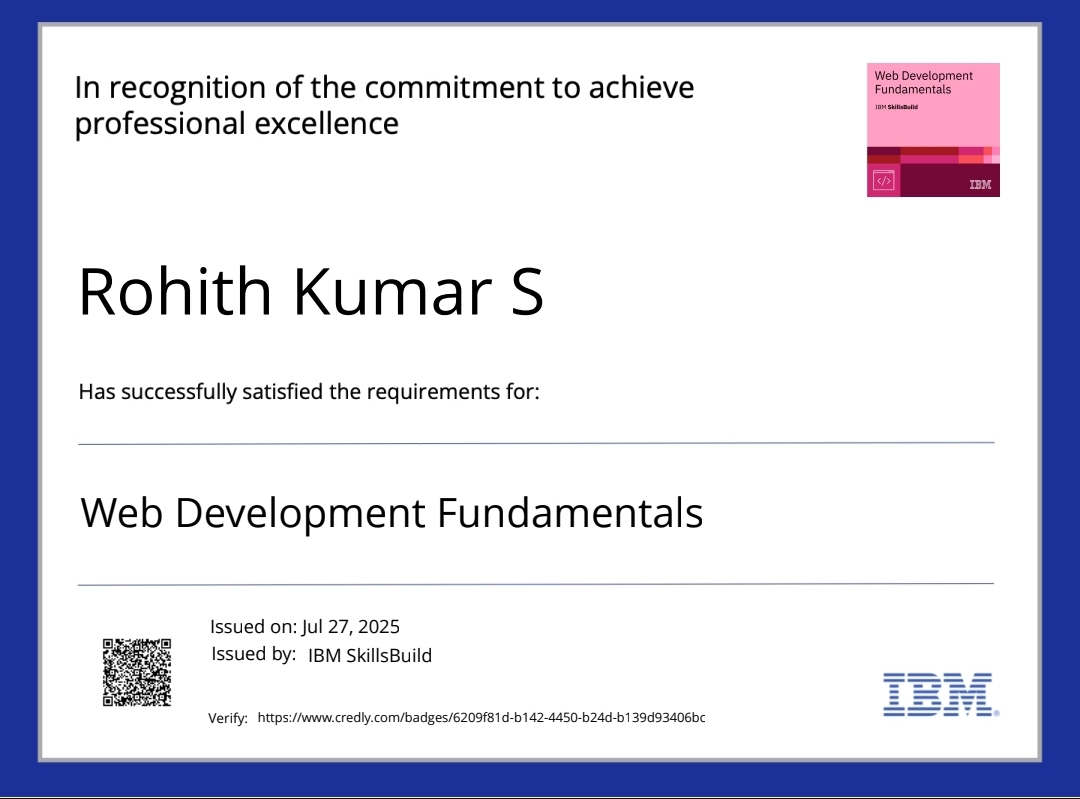 In recognition of the commitment to achieve
professional excellence
Web Development
Fundamentals
IBM SkillsBuild
</>
IBM
Rohith Kumar S
Has successfully satisfied the requirements for:
Web Development Fundamentals
Issued on: Jul 27, 2025
Issued by: IBM SkillsBuild
Verify: https://www.credly.com/badges/6209f81d-b142-4450-b24d-b139d93406bc
IBM®